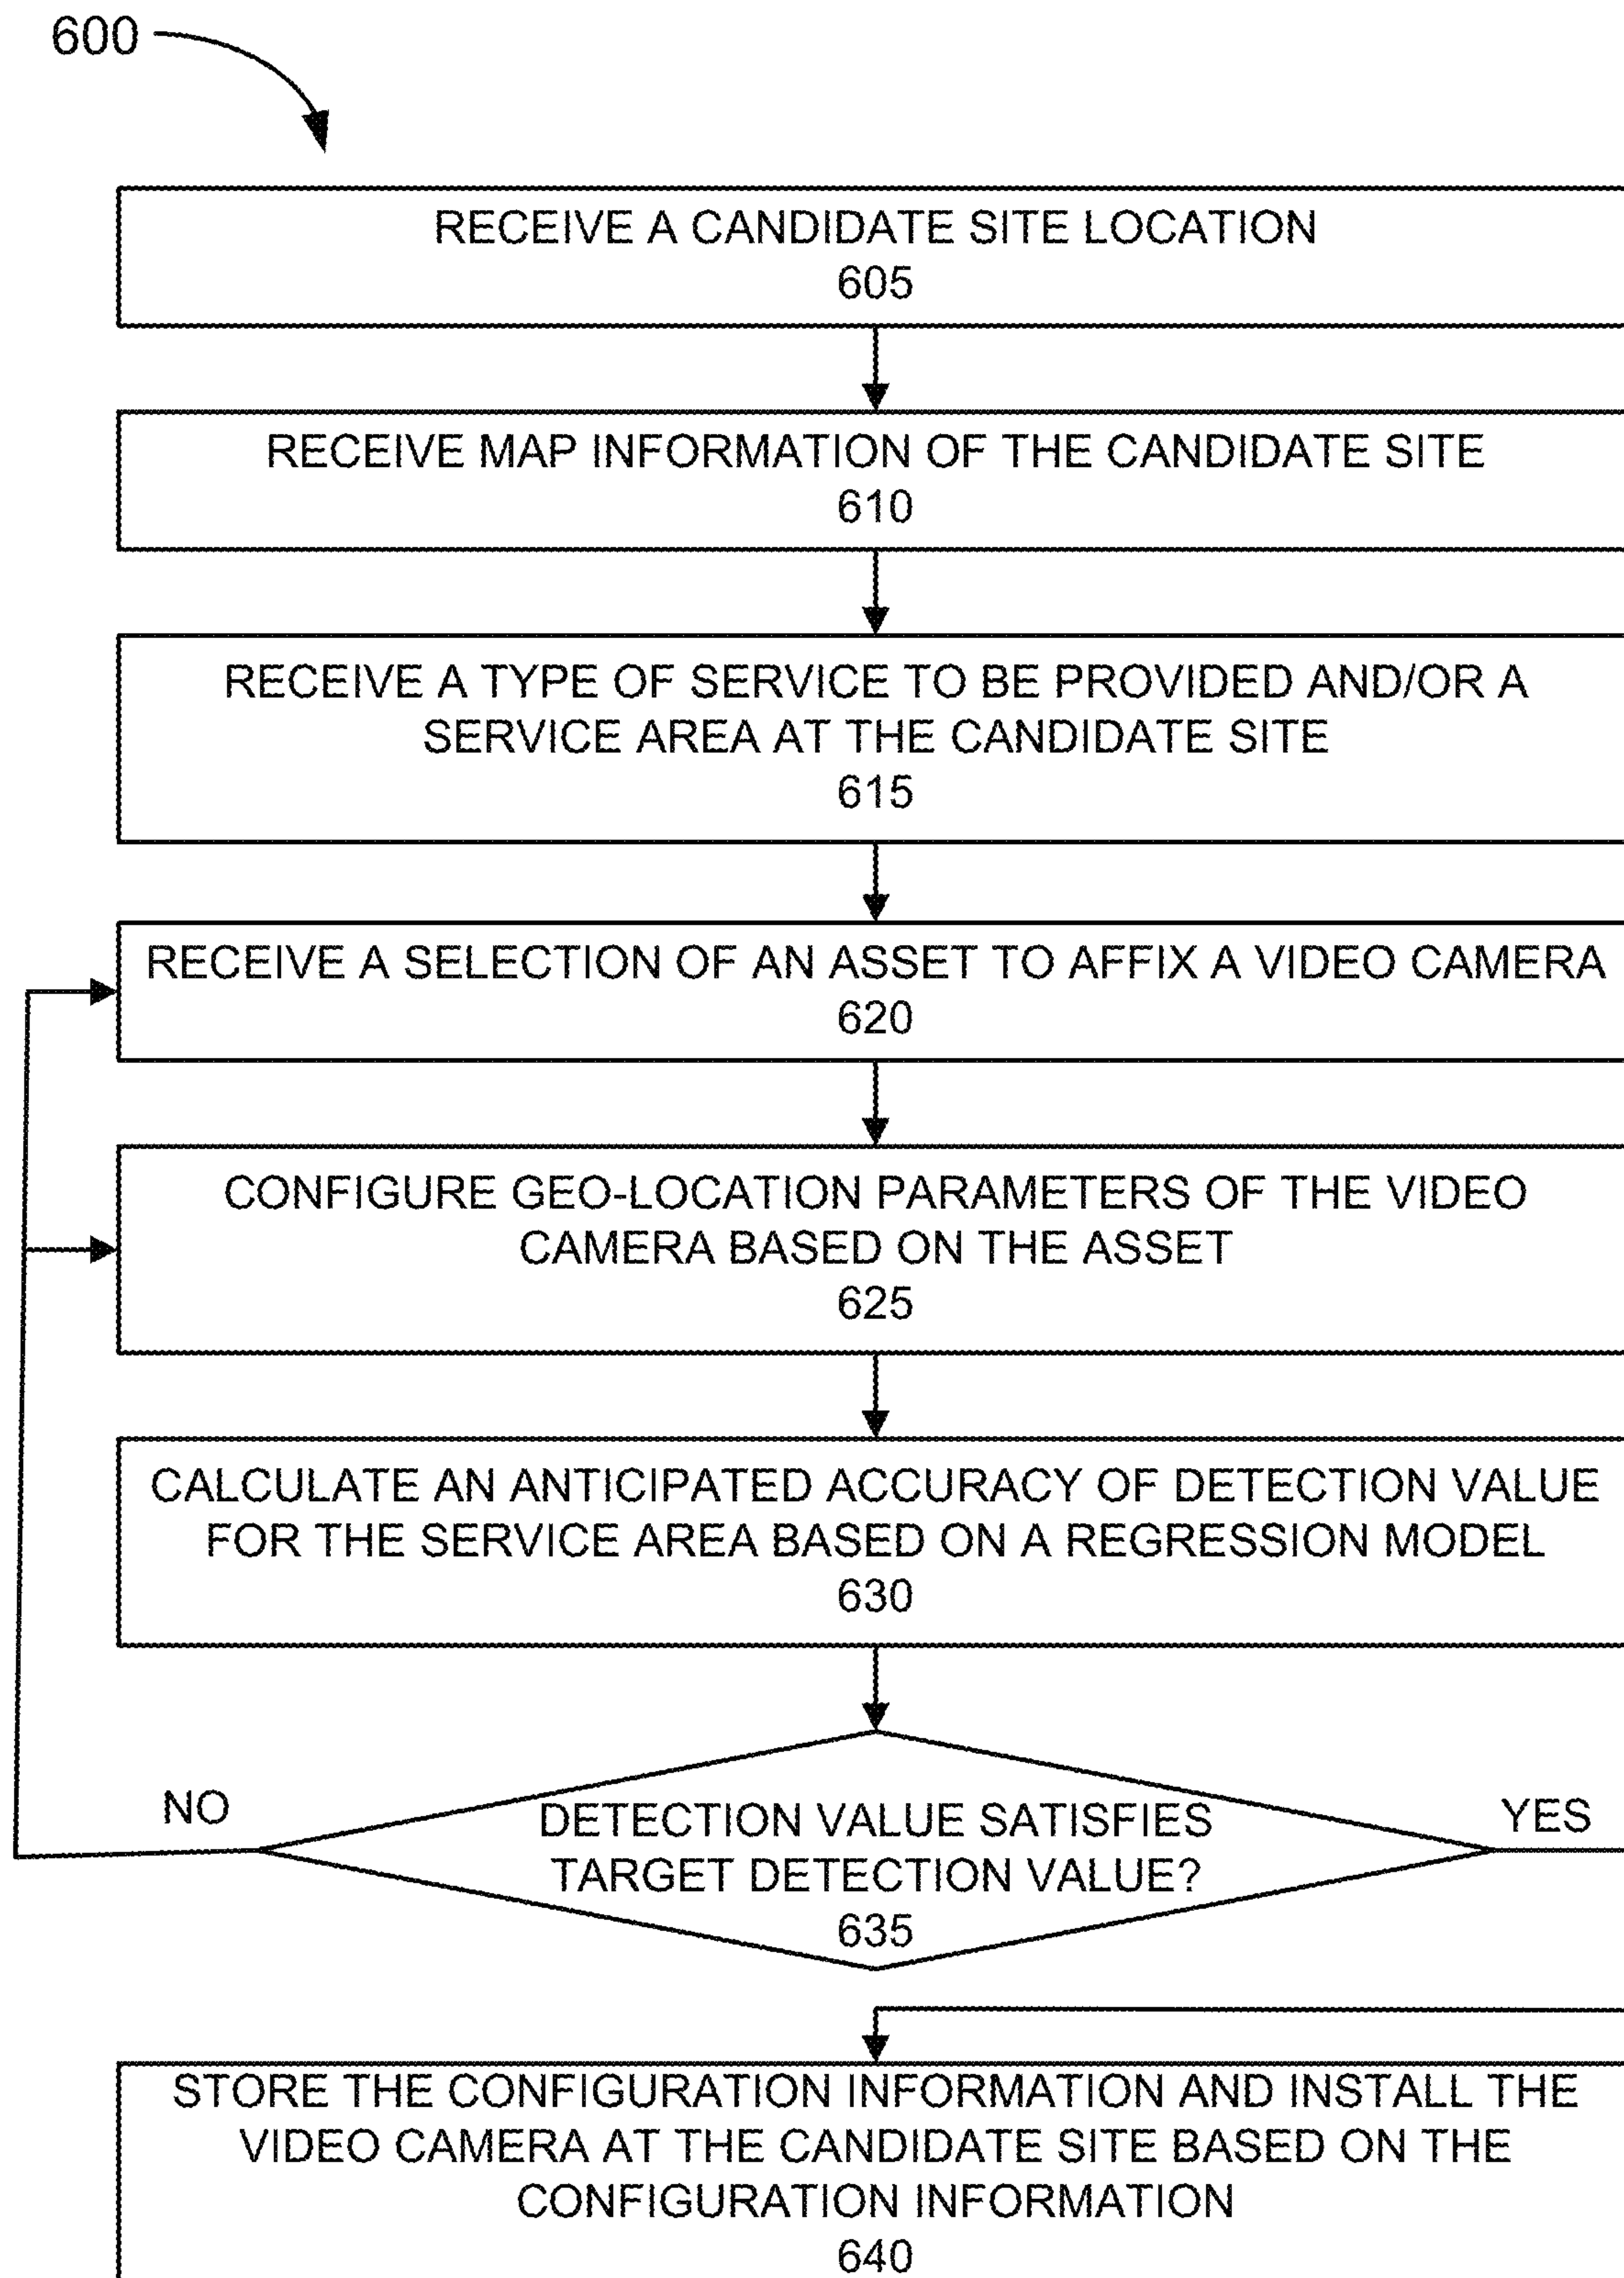 600
RECEIVE A CANDIDATE SITE LOCATION
605
RECEIVE MAP INFORMATION OF THE CANDIDATE SITE
610
RECEIVE A TYPE OF SERVICE TO BE PROVIDED AND/OR A
SERVICE AREA AT THE CANDIDATE SITE
615
RECEIVE A SELECTION OF AN ASSET TO AFFIX A VIDEO CAMERA
620
CONFIGURE GEO-LOCATION PARAMETERS OF THE VIDEO
CAMERA BASED ON THE ASSET
625
CALCULATE AN ANTICIPATED ACCURACY OF DETECTION VALUE
FOR THE SERVICE AREA BASED ON A REGRESSION MODEL
630
NO
DETECTION VALUE SATISFIES
TARGET DETECTION VALUE?
635
YES
STORE THE CONFIGURATION INFORMATION AND INSTALL THE
VIDEO CAMERA AT THE CANDIDATE SITE BASED ON THE
CONFIGURATION INFORMATION
640